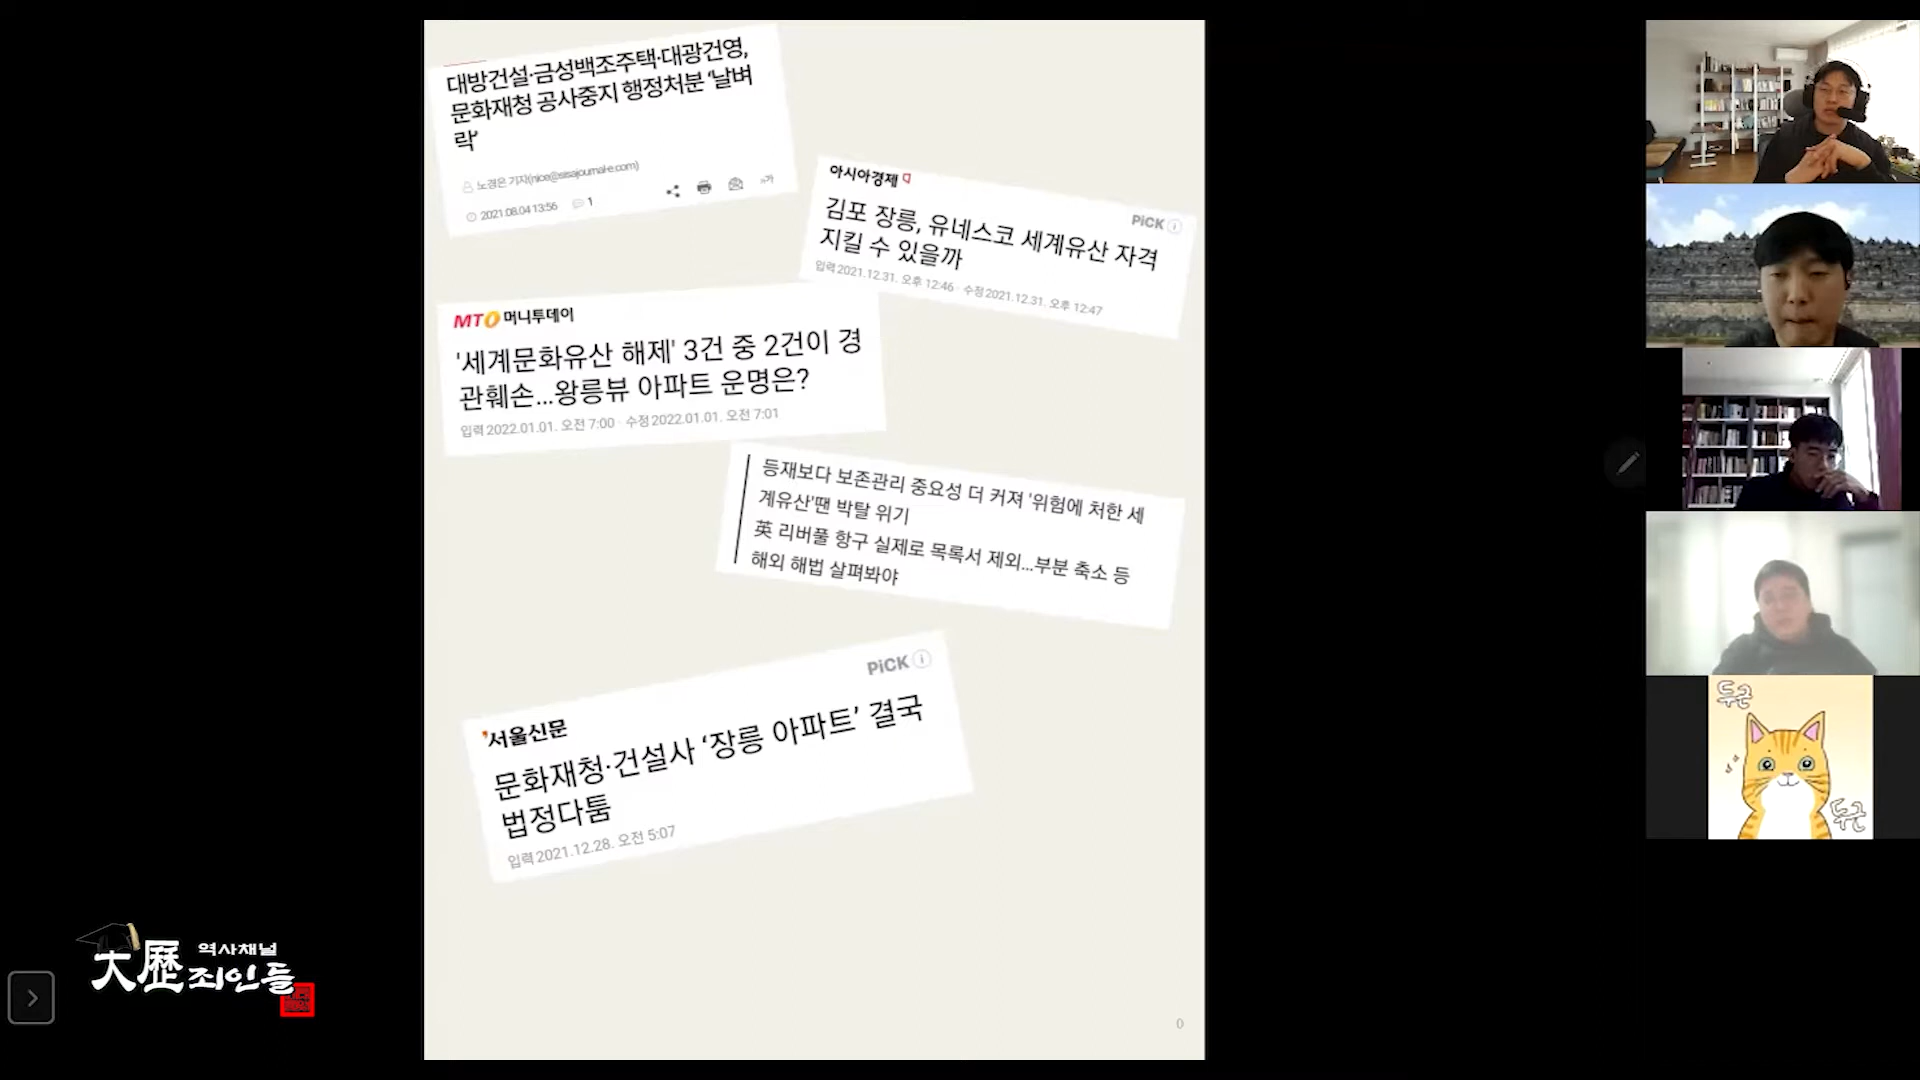 대방건설·금성백조주택·대광건영,
문화재청 공사중지 행정처분 ‘날벼
락’
노경은 기자(nice@sisajournal-e.com)
2021.08.04 13:56 1
아시아경제
PiCK
김포 장릉, 유네스코 세계유산 자격
지킬 수 있을까
입력 2021.12.31. 오후 12:46 · 수정 2021.12.31. 오후 12:47
MTO 머니투데이
'세계문화유산 해제' 3건 중 2건이 경
관훼손...왕릉뷰 아파트 운명은?
입력 2022.01.01. 오전 7:00 · 수정 2022.01.01. 오전 7:01
등재보다 보존관리 중요성 더 커져 '위험에 처한 세
계유산'땐 박탈 위기
英 리버풀 항구 실제로 목록서 제외...부분 축소 등
해외 해법 살펴봐야
PiCK
서울신문
문화재청·건설사 ‘장릉 아파트’ 결국
법정다툼
입력 2021.12.28. 오전 5:07
0
두근
두근
大歷 역사채널
죄인들